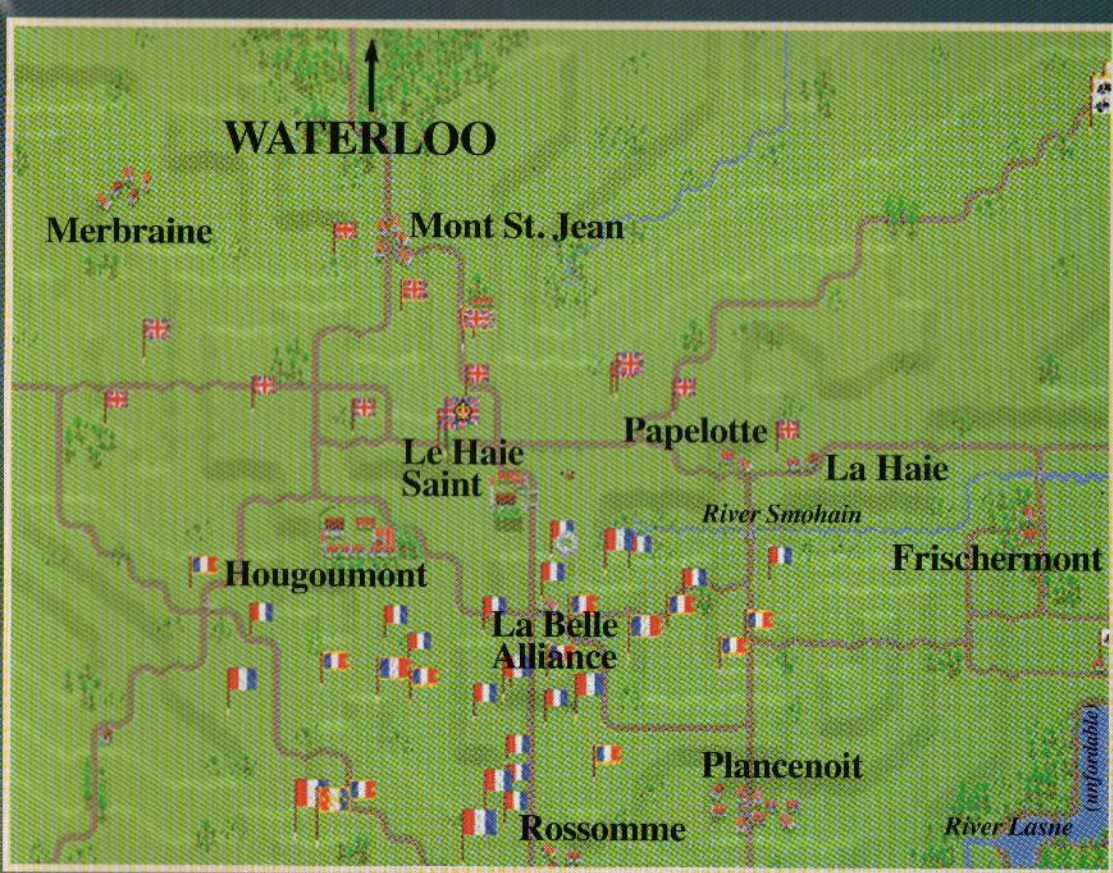 WATERLOO
Merbraine
Mont St. Jean
Papelotte
Le Haie
Saint
La Haie
River Smohain
Frischermont
Hougoumont
La Belle
Alliance
Plancenoit
(unfordable)
River Lasne
Rossomme